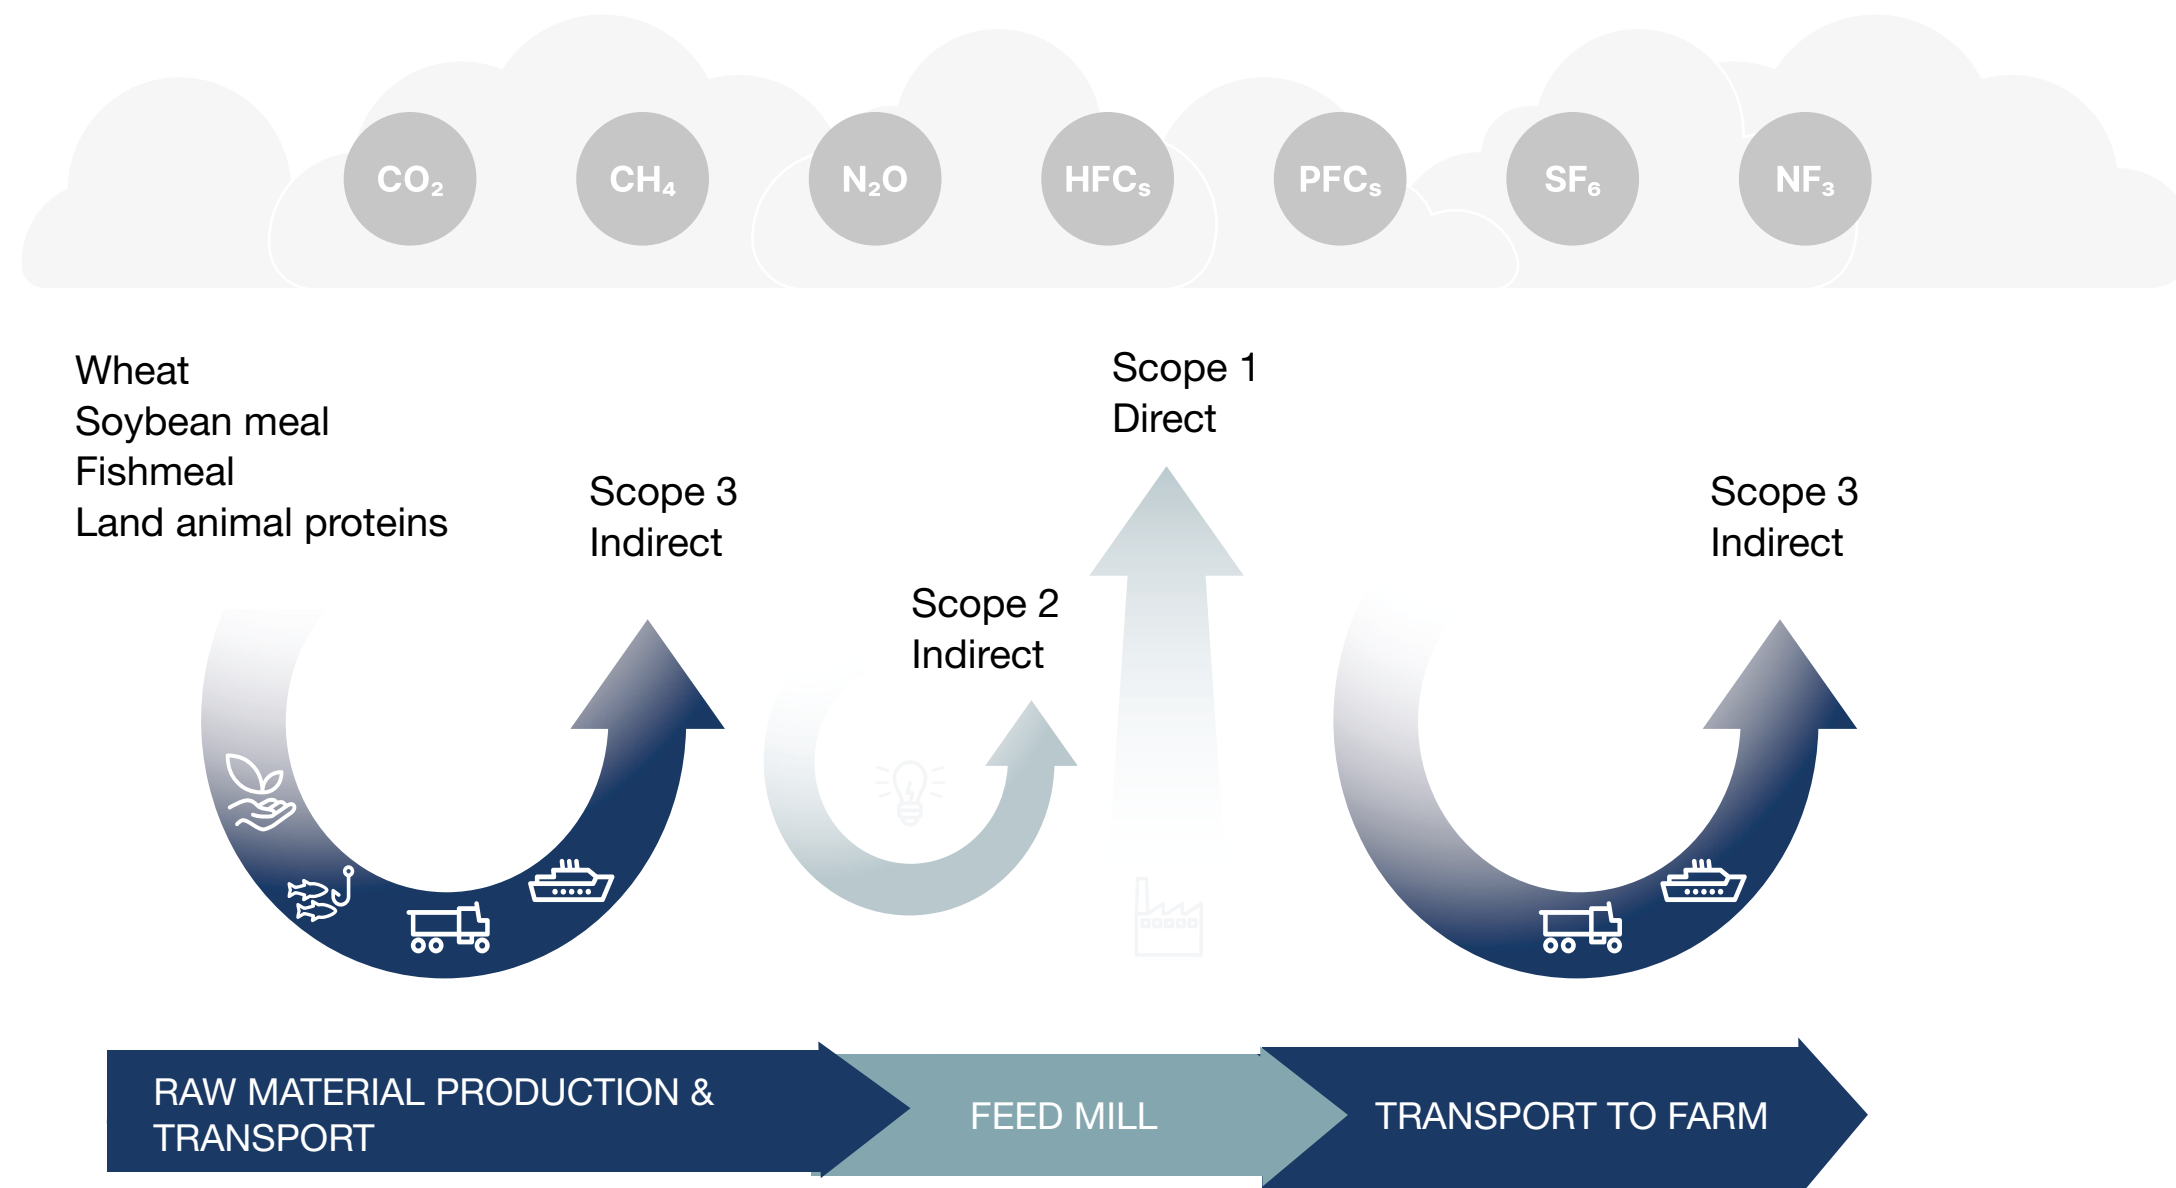 CO₂
CH₄
N₂O
HFCₛ
PFCₛ
SF₆
NF₃
Wheat
Soybean meal
Fishmeal
Land animal proteins
Scope 3
Indirect
Scope 2
Indirect
Scope 1
Direct
Scope 3
Indirect
RAW MATERIAL PRODUCTION &
TRANSPORT
FEED MILL
TRANSPORT TO FARM